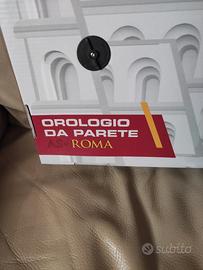 OROLOGIO
DA PARETE
AS-ROMA
subito